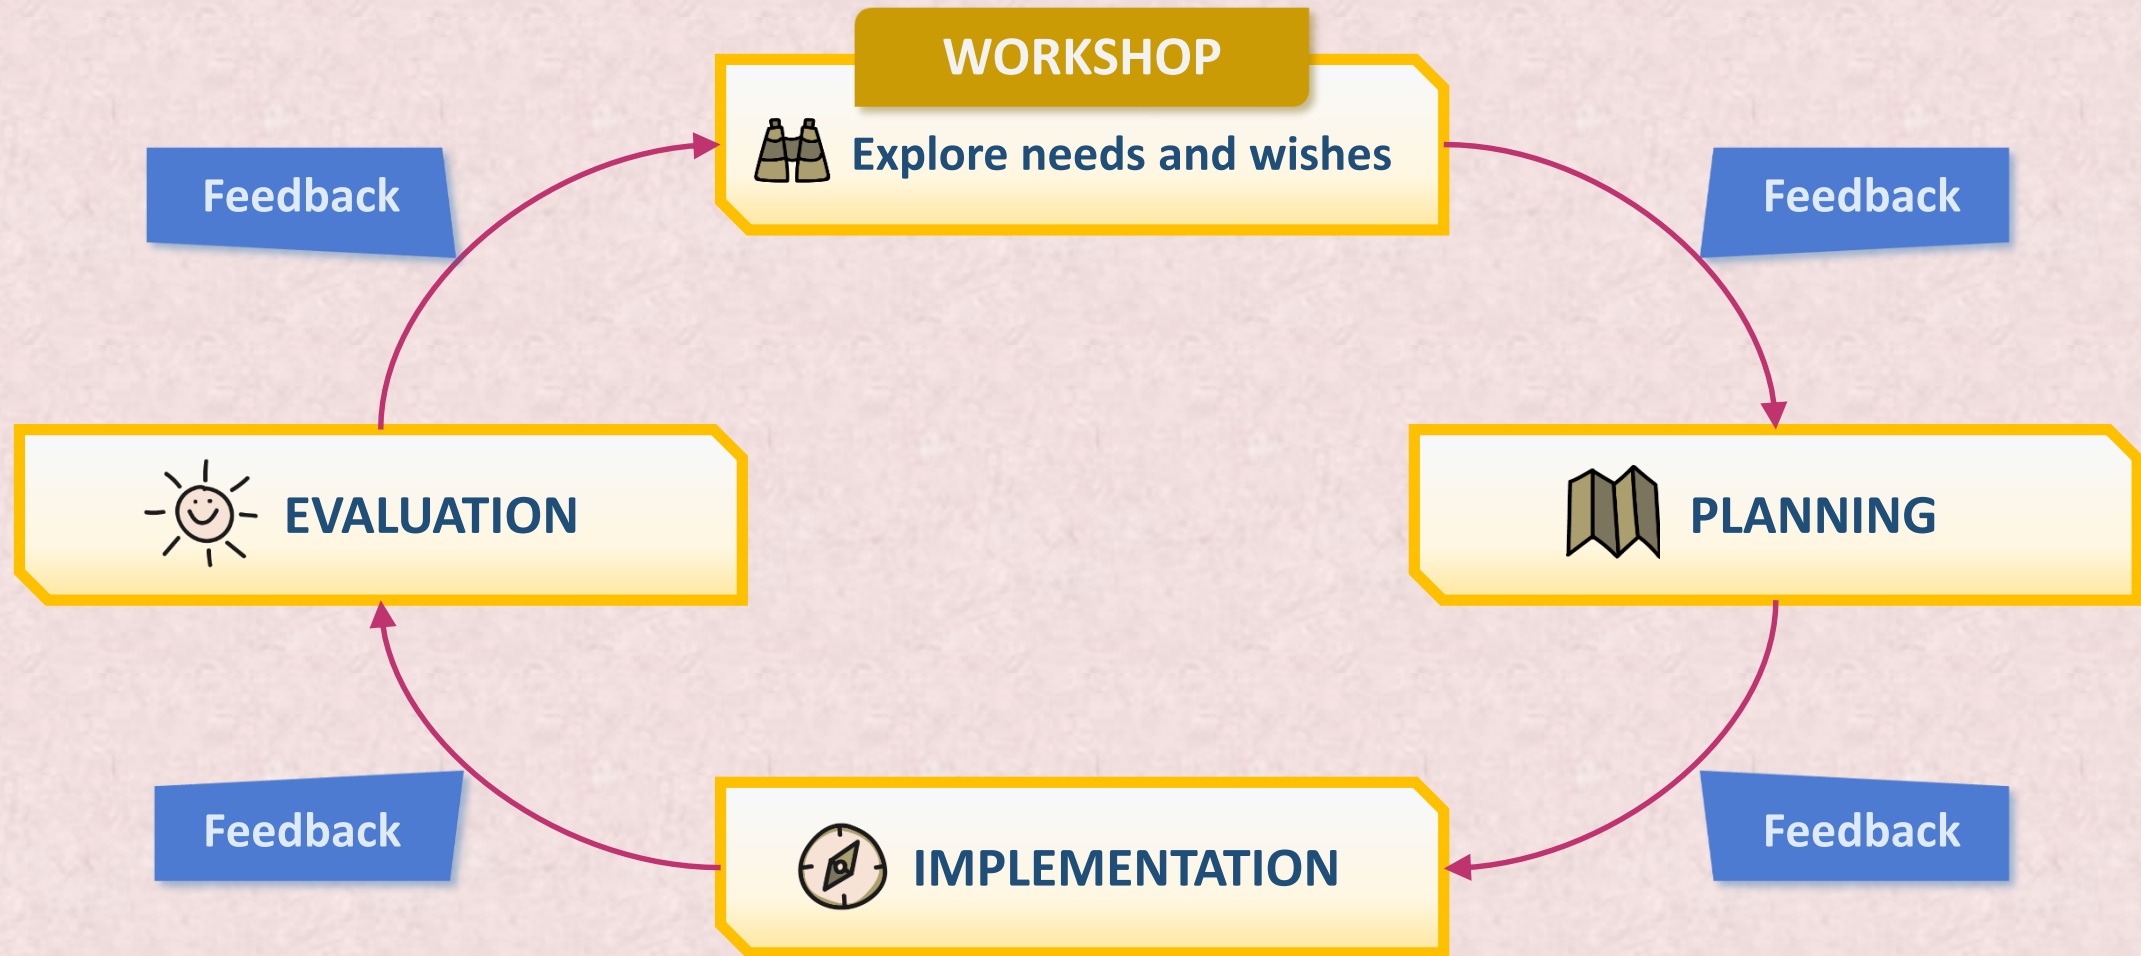 WORKSHOP
Explore needs and wishes
Feedback
Feedback
EVALUATION
PLANNING
Feedback
Feedback
IMPLEMENTATION